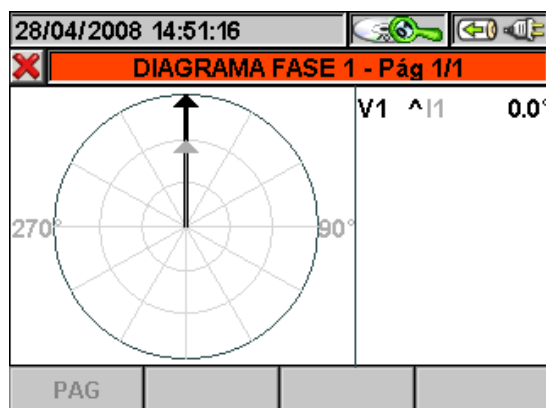 28/04/2008 14:51:16
DIAGRAMA FASE 1 - Pág 1/1
V1 ^I1 0.0°
270° 90°
PAG